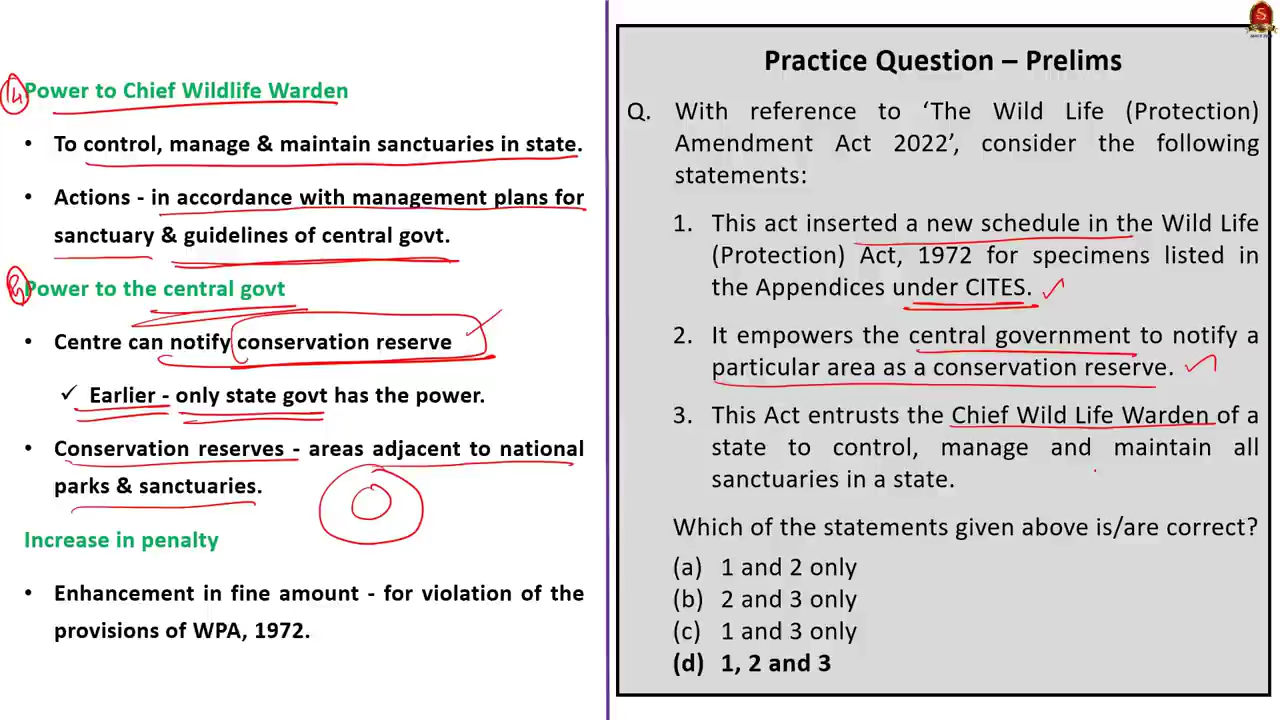 Power to Chief Wildlife Warden
• To control, manage & maintain sanctuaries in state.
• Actions - in accordance with management plans for
sanctuary & guidelines of central govt.
Power to the central govt
• Centre can notify conservation reserve
✓ Earlier - only state govt has the power.
• Conservation reserves - areas adjacent to national
parks & sanctuaries.
Increase in penalty
• Enhancement in fine amount - for violation of the
provisions of WPA, 1972.
Practice Question – Prelims
Q. With reference to ‘The Wild Life (Protection)
Amendment Act 2022’, consider the following
statements:
1. This act inserted a new schedule in the Wild Life
(Protection) Act, 1972 for specimens listed in
the Appendices under CITES.
2. It empowers the central government to notify a
particular area as a conservation reserve.
3. This Act entrusts the Chief Wild Life Warden of a
state to control, manage and maintain all
sanctuaries in a state.
Which of the statements given above is/are correct?
(a) 1 and 2 only
(b) 2 and 3 only
(c) 1 and 3 only
(d) 1, 2 and 3